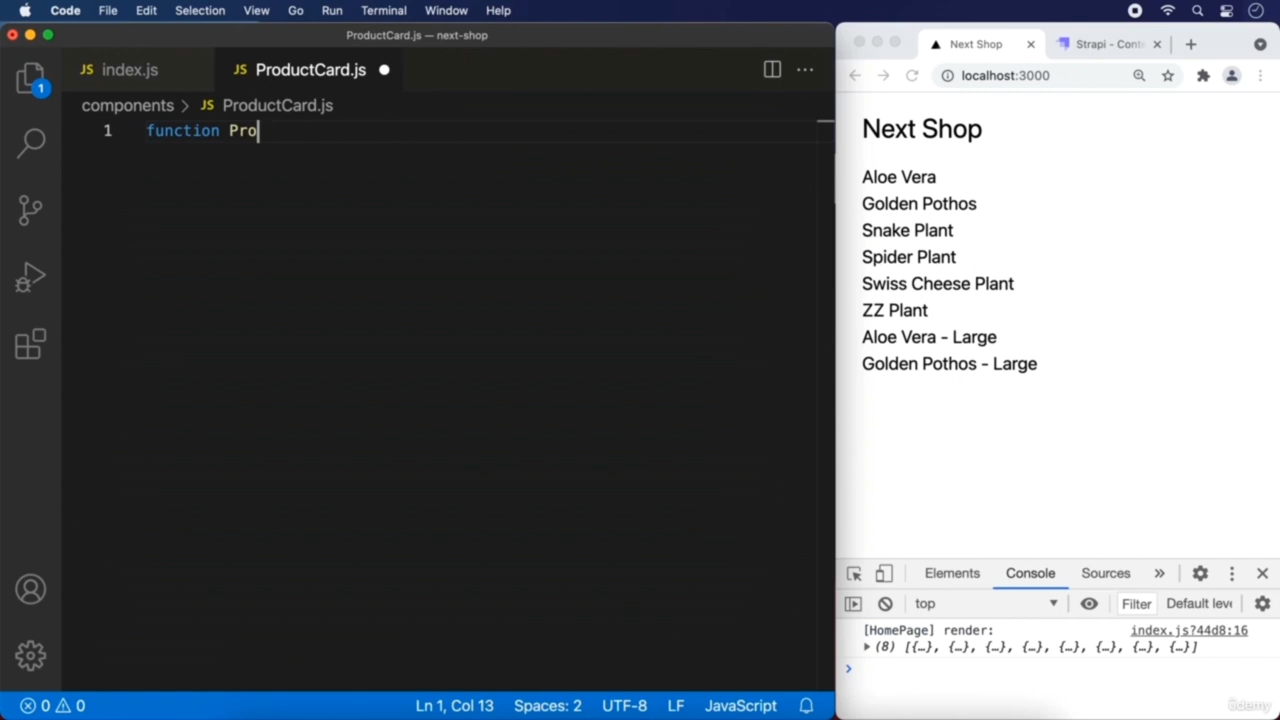 Code File Edit Selection View Go Run Terminal Window Help
ProductCard.js — next-shop
JS index.js
JS ProductCard.js
components > JS ProductCard.js
1 function Pro
1
0 0
Ln 1, Col 13 Spaces: 2 UTF-8 LF JavaScript
Next Shop
Strapi - Conte
localhost:3000
Next Shop
Aloe Vera
Golden Pothos
Snake Plant
Spider Plant
Swiss Cheese Plant
ZZ Plant
Aloe Vera - Large
Golden Pothos - Large
Elements Console Sources »
top Filter Default leve
[HomePage] render: index.js?44d8:16
(8) [{…}, {…}, {…}, {…}, {…}, {…}, {…}, {…}]
ûdemy